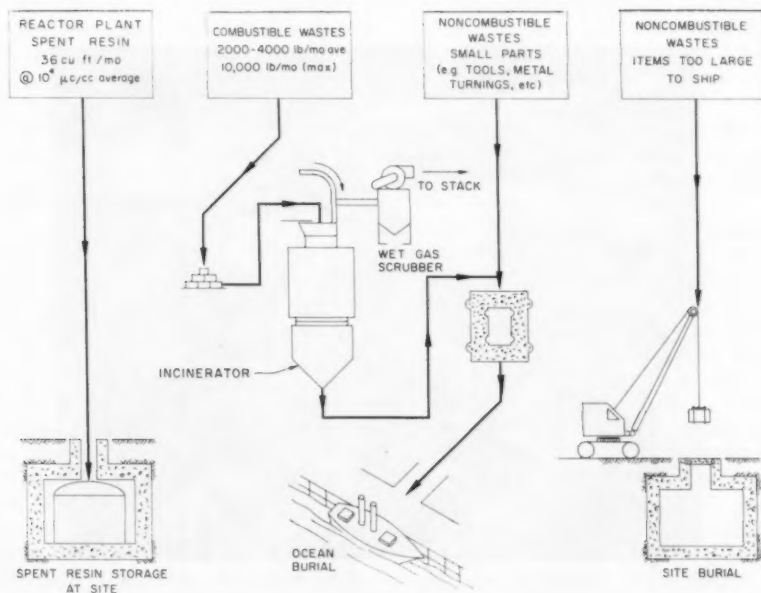 REACTOR PLANT
SPENT RESIN
36 cu ft/mo
@ 10⁴ μc/cc average
COMBUSTIBLE WASTES
2000-4000 lb/mo ave
10,000 lb/mo (max)
NONCOMBUSTIBLE
WASTES
SMALL PARTS
(e.g. TOOLS, METAL
TURNINGS, etc)
NONCOMBUSTIBLE
WASTES
ITEMS TOO LARGE
TO SHIP
TO STACK
WET GAS
SCRUBBER
INCINERATOR
SPENT RESIN STORAGE
AT SITE
OCEAN
BURIAL
SITE BURIAL